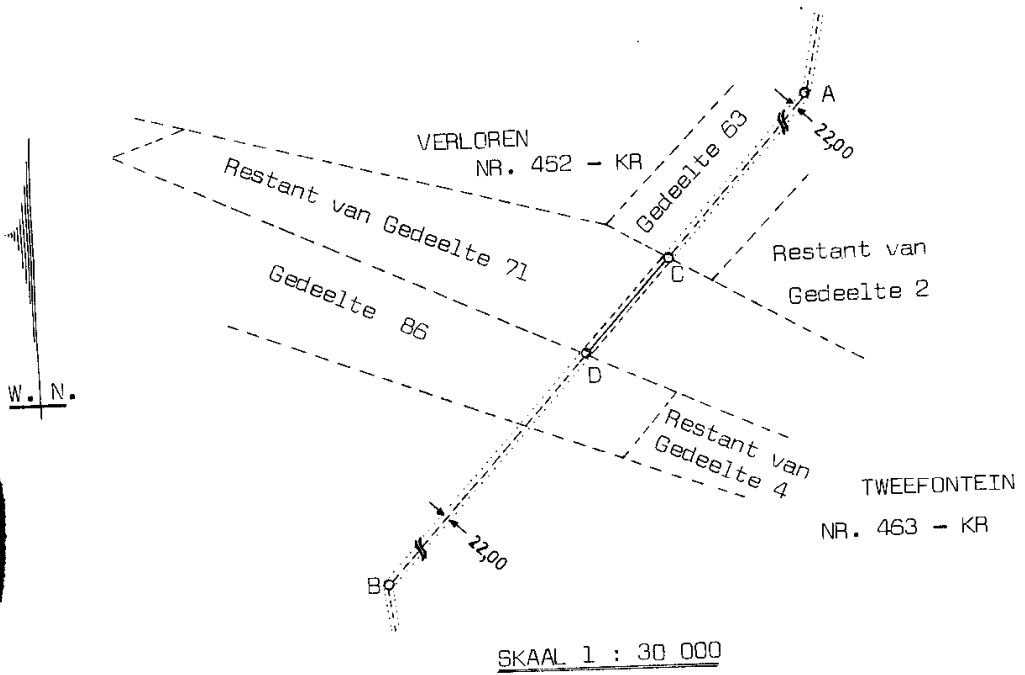 A
22,00
VERLOREN
NR. 452 - KR
Gedeelte 63
Restant van Gedeelte 71
C
Restant van
Gedeelte 2
Gedeelte 86
D
W. N.
Restant van
Gedeelte 4
TWEEFONTEIN
NR. 463 - KR
22,00
B
SKAAL 1 : 30 000